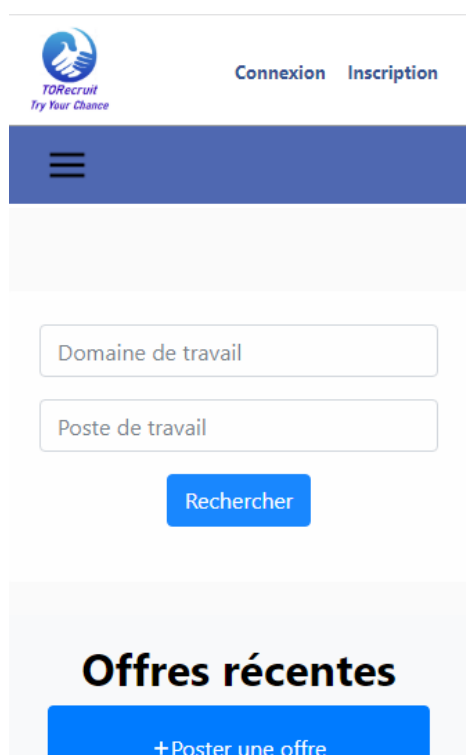 TORecruit
Try Your Chance
Connexion Inscription
Domaine de travail
Poste de travail
Rechercher
Offres récentes
+Poster une offre